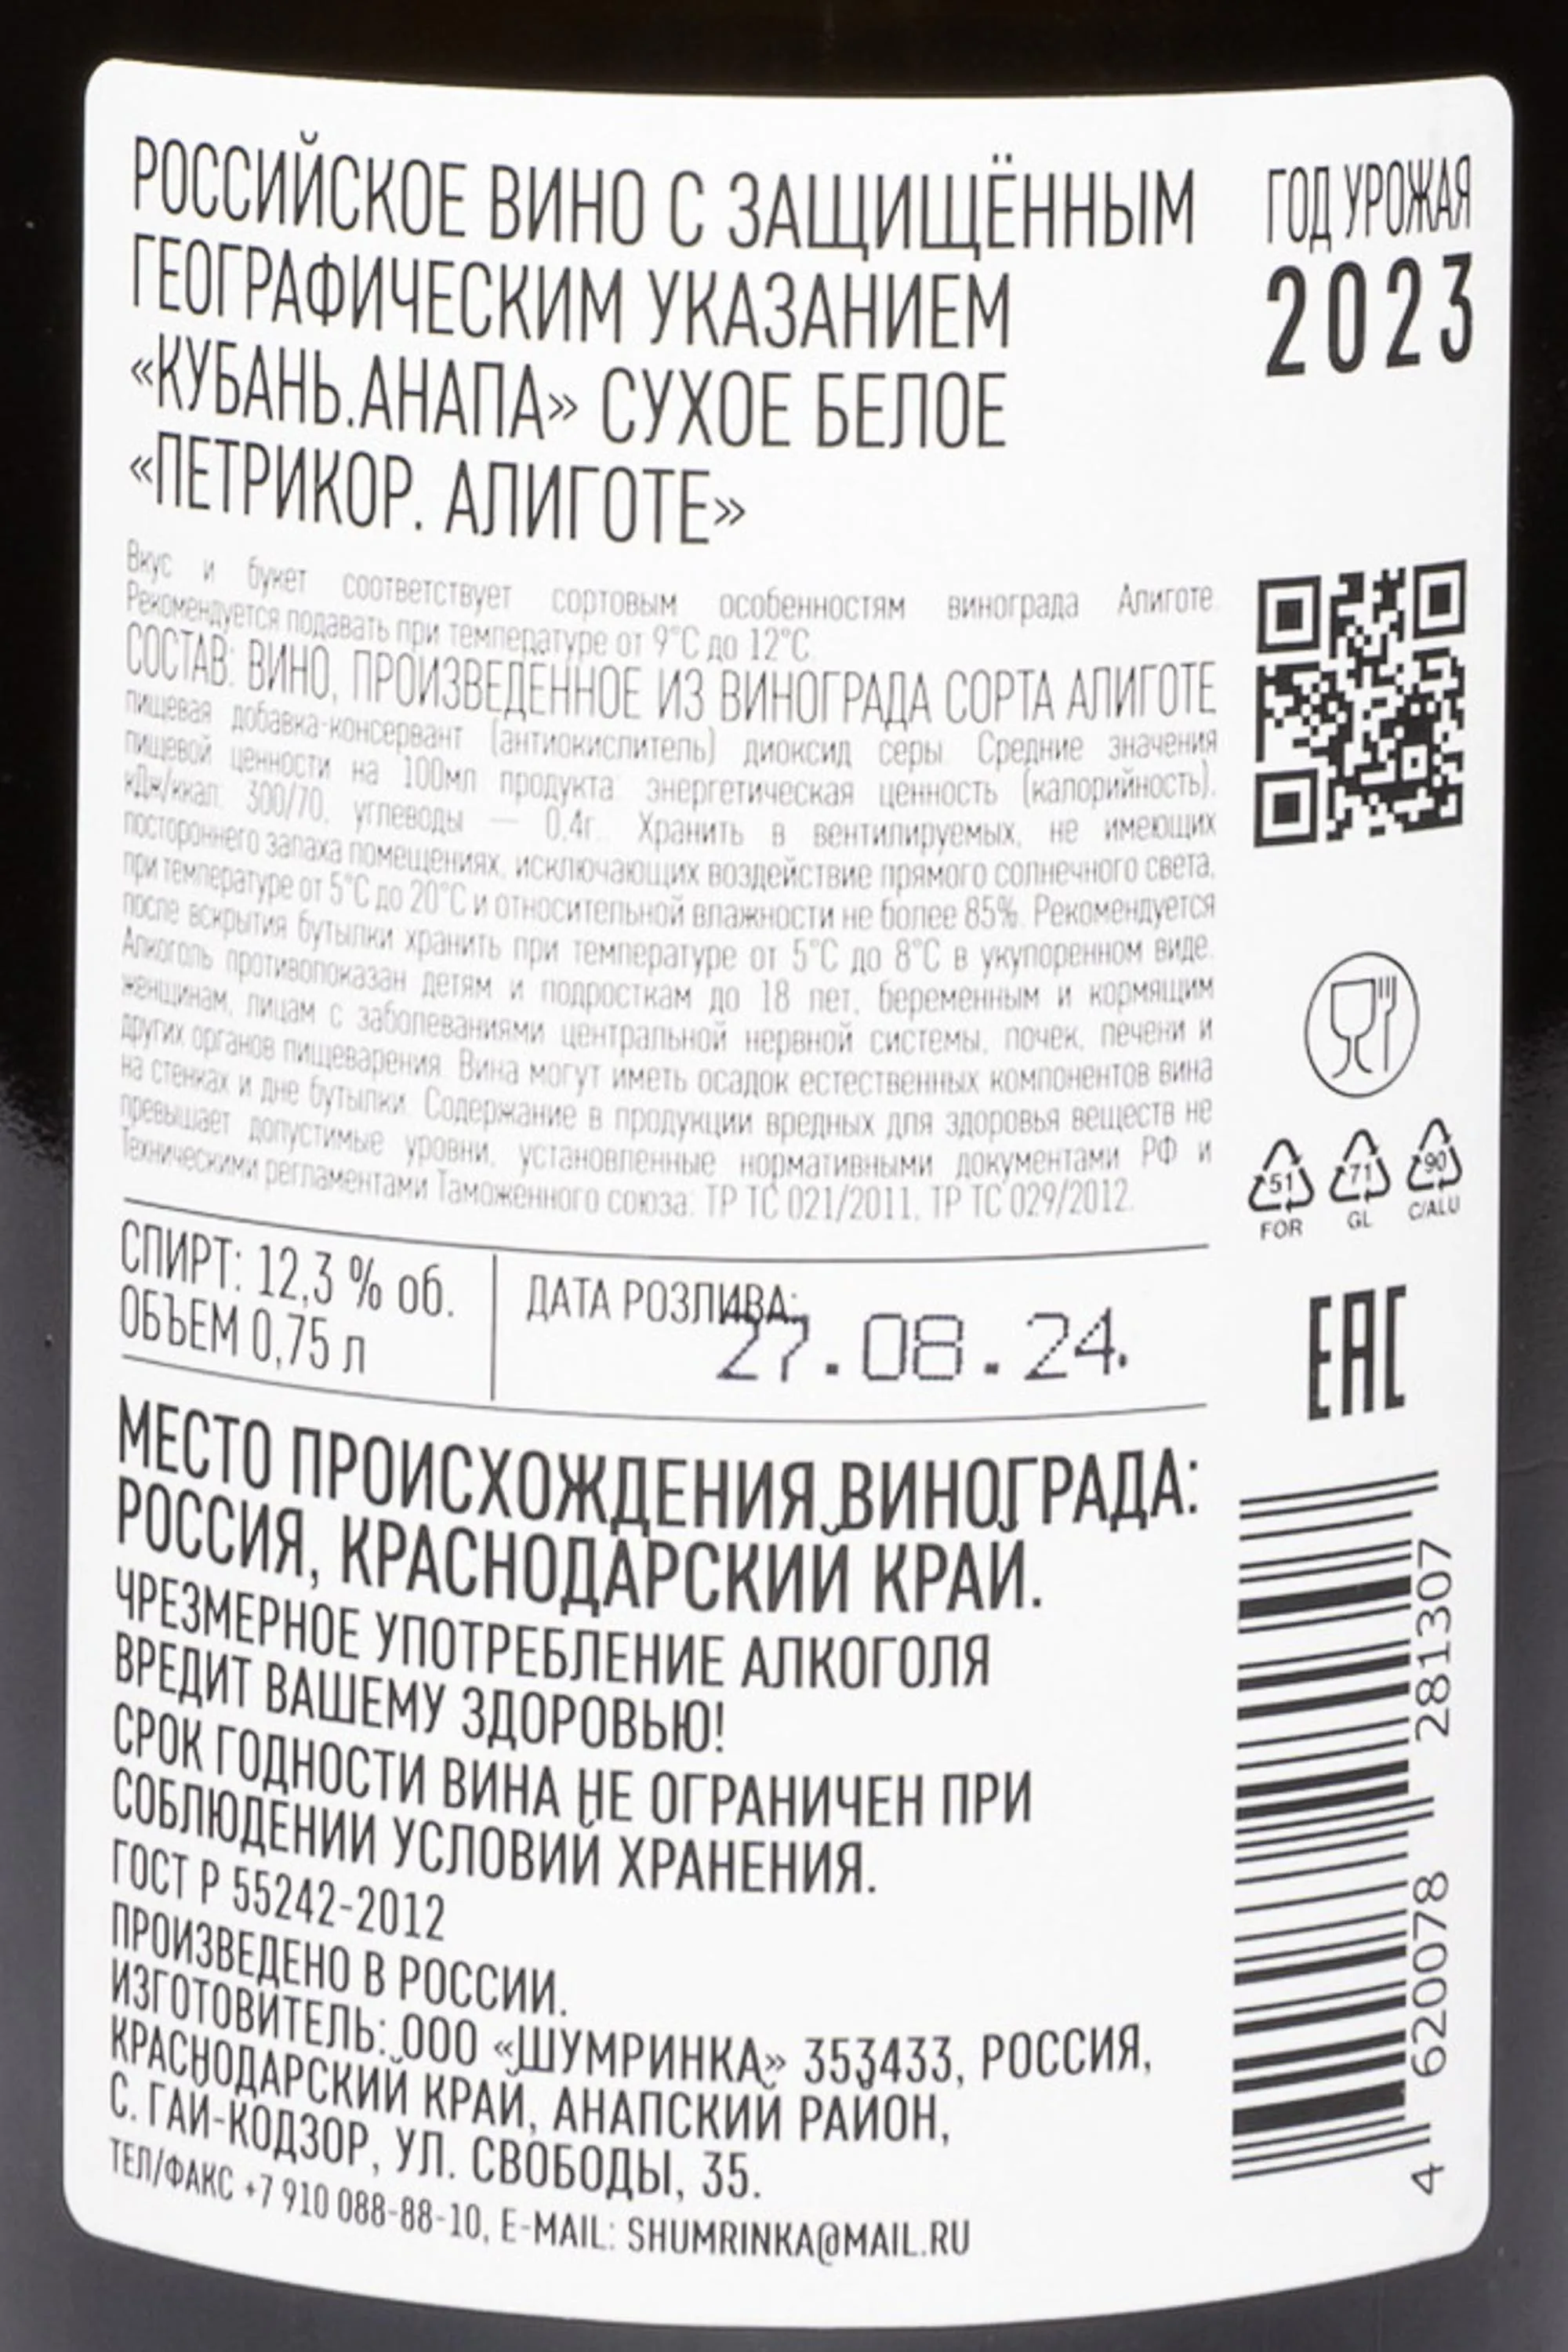 РОССИЙСКОЕ ВИНО С ЗАЩИЩЁННЫМ
ГЕОГРАФИЧЕСКИМ УКАЗАНИЕМ
«КУБАНЬ.АНАПА» СУХОЕ БЕЛОЕ
«ПЕТРИКОР. АЛИГОТЕ»
ГОД УРОЖАЯ
2023
Вкус и букет соответствует сортовым особенностям винограда Алиготе.
Рекомендуется подавать при температуре от 9°С до 12°С.
СОСТАВ: ВИНО, ПРОИЗВЕДЕННОЕ ИЗ ВИНОГРАДА СОРТА АЛИГОТЕ
пищевая добавка-консервант (антиокислитель) диоксид серы. Средние значения
пищевой ценности на 100мл продукта: энергетическая ценность (калорийность),
кДж/ккал: 300/70, углеводы — 0,4г. Хранить в вентилируемых, не имеющих
постороннего запаха помещениях, исключающих воздействие прямого солнечного света,
при температуре от 5°С до 20°С и относительной влажности не более 85%. Рекомендуется
после вскрытия бутылки хранить при температуре от 5°С до 8°С в укупоренном виде.
Алкоголь противопоказан детям и подросткам до 18 лет, беременным и кормящим
женщинам, лицам с заболеваниями центральной нервной системы, почек, печени и
других органов пищеварения. Вина могут иметь осадок естественных компонентов вина
на стенках и дне бутылки. Содержание в продукции вредных для здоровья веществ не
превышает допустимые уровни, установленные нормативными документами РФ и
Техническими регламентами Таможенного союза: ТР ТС 021/2011, ТР ТС 029/2012.
СПИРТ: 12,3 % об.
ОБЪЕМ 0,75 л
ДАТА РОЗЛИВА:
27.08.24.
МЕСТО ПРОИСХОЖДЕНИЯ ВИНОГРАДА:
РОССИЯ, КРАСНОДАРСКИЙ КРАЙ.
ЧРЕЗМЕРНОЕ УПОТРЕБЛЕНИЕ АЛКОГОЛЯ
ВРЕДИТ ВАШЕМУ ЗДОРОВЬЮ!
СРОК ГОДНОСТИ ВИНА НЕ ОГРАНИЧЕН ПРИ
СОБЛЮДЕНИИ УСЛОВИЙ ХРАНЕНИЯ.
ГОСТ Р 55242-2012
ПРОИЗВЕДЕНО В РОССИИ.
ИЗГОТОВИТЕЛЬ: ООО «ШУМРИНКА» 353433, РОССИЯ,
КРАСНОДАРСКИЙ КРАЙ, АНАПСКИЙ РАЙОН,
С. ГАЙ-КОДЗОР, УЛ. СВОБОДЫ, 35.
ТЕЛ/ФАКС +7 910 088-88-10, E-MAIL: SHUMRINKA@MAIL.RU
51 71 90
FOR GL C/ALU
ЕАС
4 620078 281307